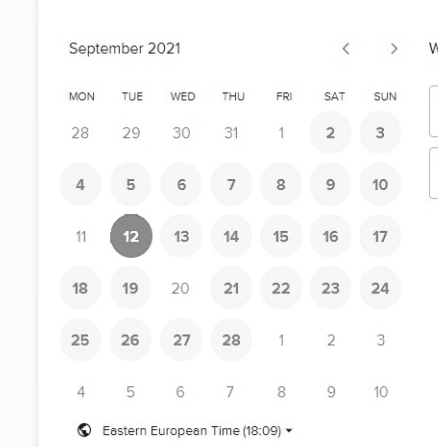 September 2021
MON TUE WED THU FRI SAT SUN
28 29 30 31 1 2 3
4 5 6 7 8 9 10
11 12 13 14 15 16 17
18 19 20 21 22 23 24
25 26 27 28 1 2 3
4 5 6 7 8 9 10
Eastern European Time (18:09)